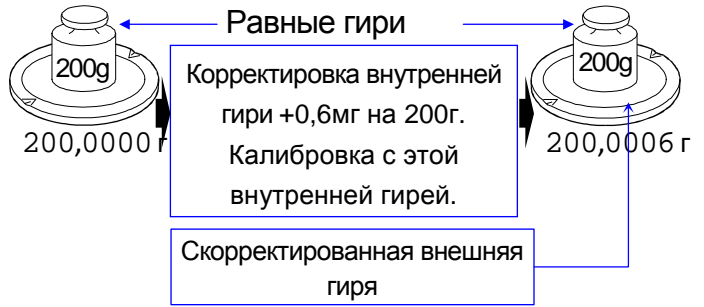 Равные гири
200g
200g
Корректировка внутренней
гири +0,6мг на 200г.
Калибровка с этой
внутренней гирей.
200,0000 г
200,0006 г
Скорректированная внешняя
гиря